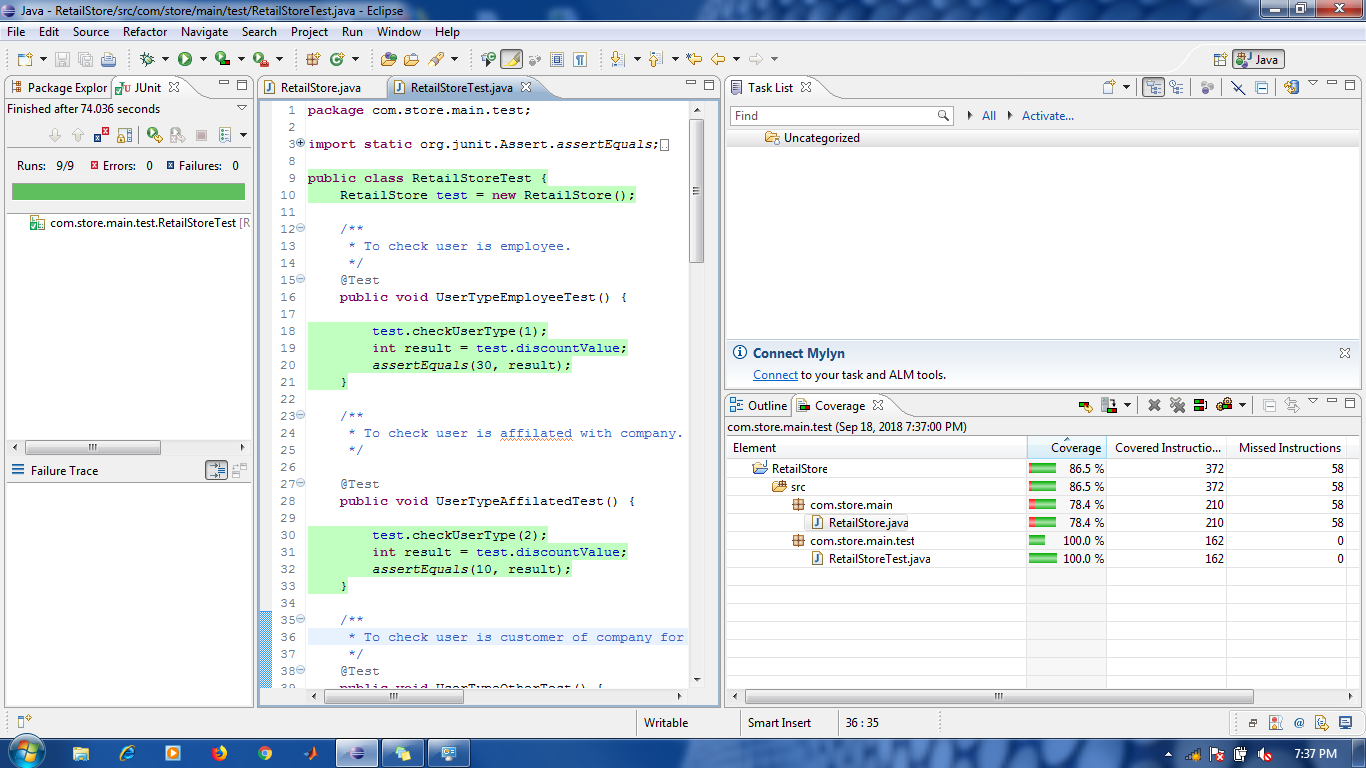 Java - RetailStore/src/com/store/main/test/RetailStoreTest.java - Eclipse
File Edit Source Refactor Navigate Search Project Run Window Help
Java
Package Explor JUnit
Finished after 74.036 seconds
Runs: 9/9 Errors: 0 Failures: 0
com.store.main.test.RetailStoreTest [R
Failure Trace
RetailStore.java RetailStoreTest.java
1 package com.store.main.test;
2
3 import static org.junit.Assert.assertEquals;
8
9 public class RetailStoreTest {
10 RetailStore test = new RetailStore();
11
12 /**
13 * To check user is employee.
14 */
15 @Test
16 public void UserTypeEmployeeTest() {
17
18 test.checkUserType(1);
19 int result = test.discountValue;
20 assertEquals(30, result);
21 }
22
23 /**
24 * To check user is affilated with company.
25 */
26
27 @Test
28 public void UserTypeAffilatedTest() {
29
30 test.checkUserType(2);
31 int result = test.discountValue;
32 assertEquals(10, result);
33 }
34
35 /**
36 * To check user is customer of company for
37 */
38 @Test
39 public void UserTypeOtherTest() {
Task List
Find All Activate...
Uncategorized
Connect Mylyn
Connect to your task and ALM tools.
Outline Coverage
com.store.main.test (Sep 18, 2018 7:37:00 PM)
Element Coverage Covered Instructio... Missed Instructions
RetailStore 86.5 % 372 58
src 86.5 % 372 58
com.store.main 78.4 % 210 58
RetailStore.java 78.4 % 210 58
com.store.main.test 100.0 % 162 0
RetailStoreTest.java 100.0 % 162 0
Writable Smart Insert 36 : 35
7:37 PM